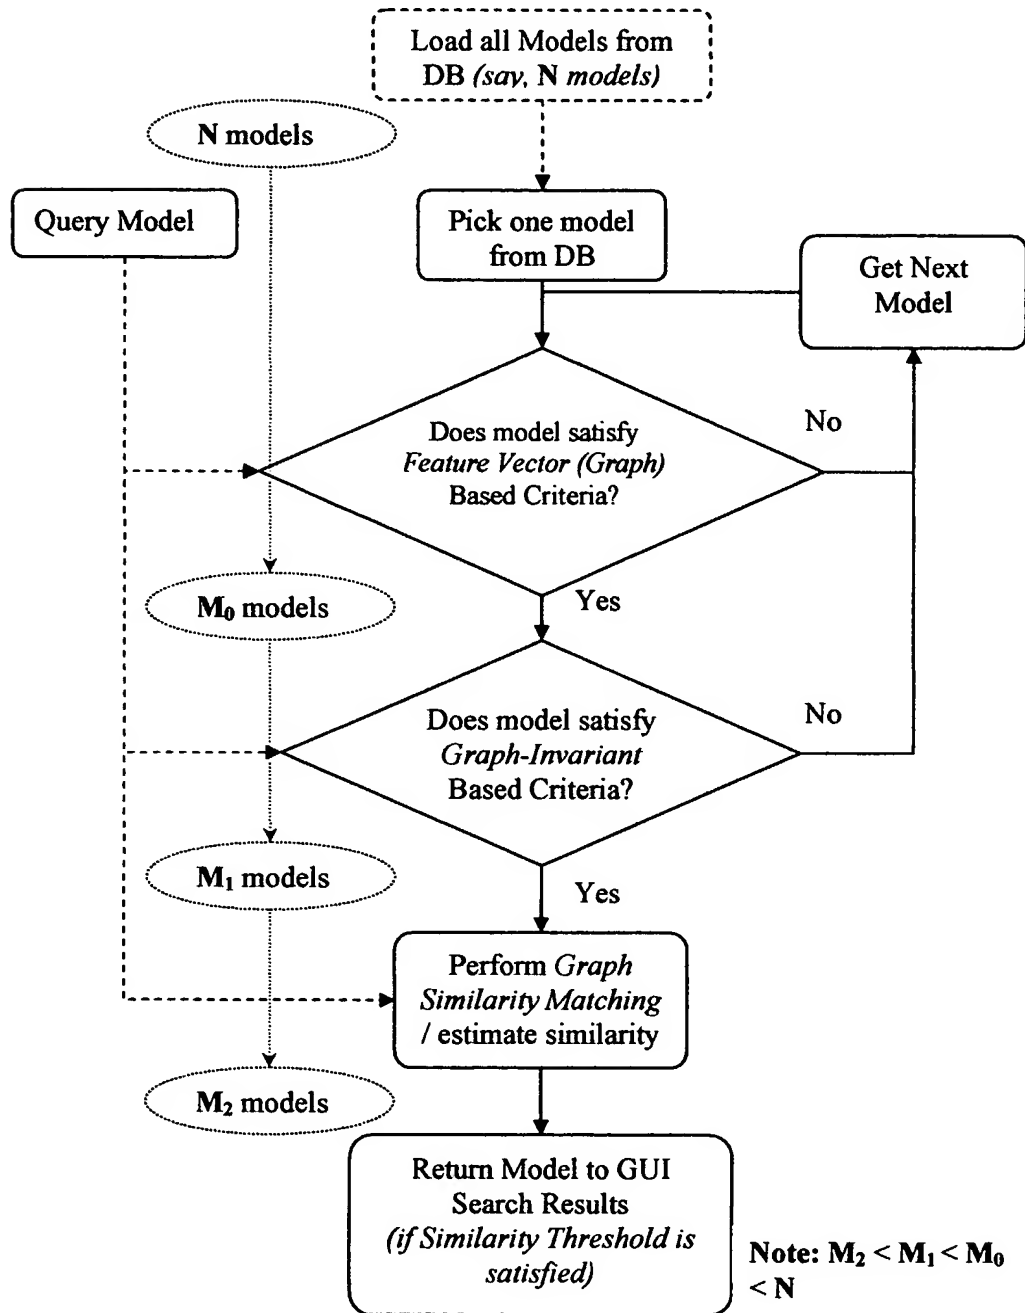 Load all Models from
DB (say, N models)
N models
Query Model
Pick one model
from DB
Get Next
Model
Does model satisfy
Feature Vector (Graph)
Based Criteria?
No
M₀ models
Yes
Does model satisfy
Graph-Invariant
Based Criteria?
No
M₁ models
Yes
Perform Graph
Similarity Matching
/ estimate similarity
M₂ models
Return Model to GUI
Search Results
(if Similarity Threshold is
satisfied)
Note: M₂ < M₁ < M₀
< N